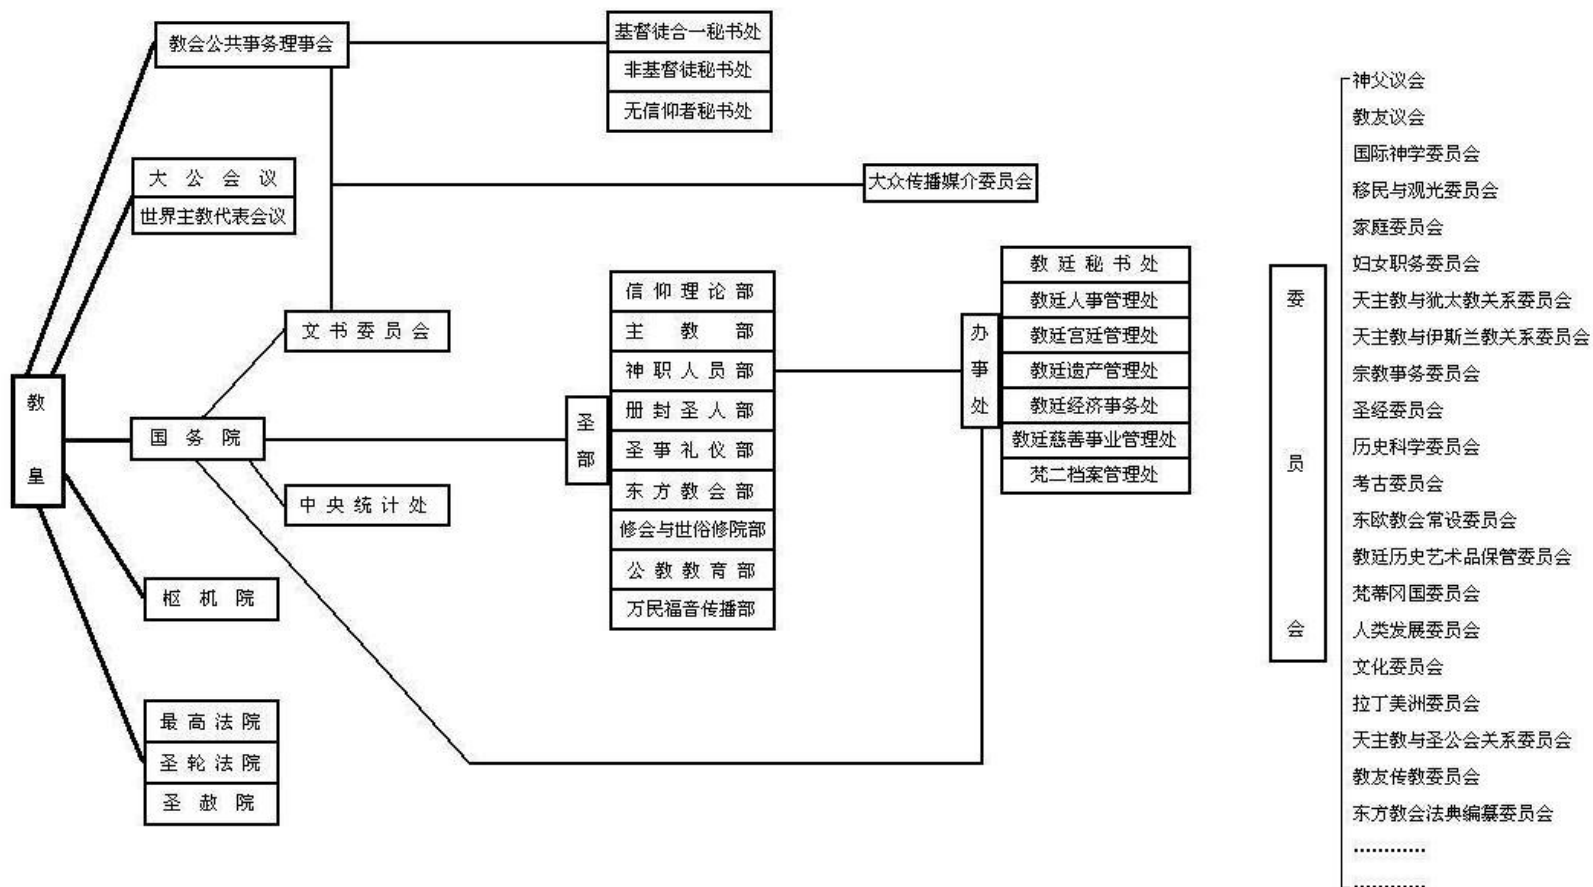 教会公共事务理事会
基督徒合一秘书处
非基督徒秘书处
无信仰者秘书处
大公会议
世界主教代表会议
大众传播媒介委员会
文书委员会
教皇
国务院
中央统计处
枢机院
最高法院
圣轮法院
圣赦院
圣部
信仰理论部
主教部
神职人员部
册封圣人部
圣事礼仪部
东方教会部
修会与世俗修院部
公教教育部
万民福音传播部
办事处
教廷秘书处
教廷人事管理处
教廷宫廷管理处
教廷遗产管理处
教廷经济事务处
教廷慈善事业管理处
梵二档案管理处
委员会
神父议会
教友议会
国际神学委员会
移民与观光委员会
家庭委员会
妇女职务委员会
天主教与犹太教关系委员会
天主教与伊斯兰教关系委员会
宗教事务委员会
圣经委员会
历史科学委员会
考古委员会
东欧教会常设委员会
教廷历史艺术品保管委员会
梵蒂冈国委员会
人类发展委员会
文化委员会
拉丁美洲委员会
天主教与圣公会关系委员会
教友传教委员会
东方教会法典编纂委员会
…………
…………